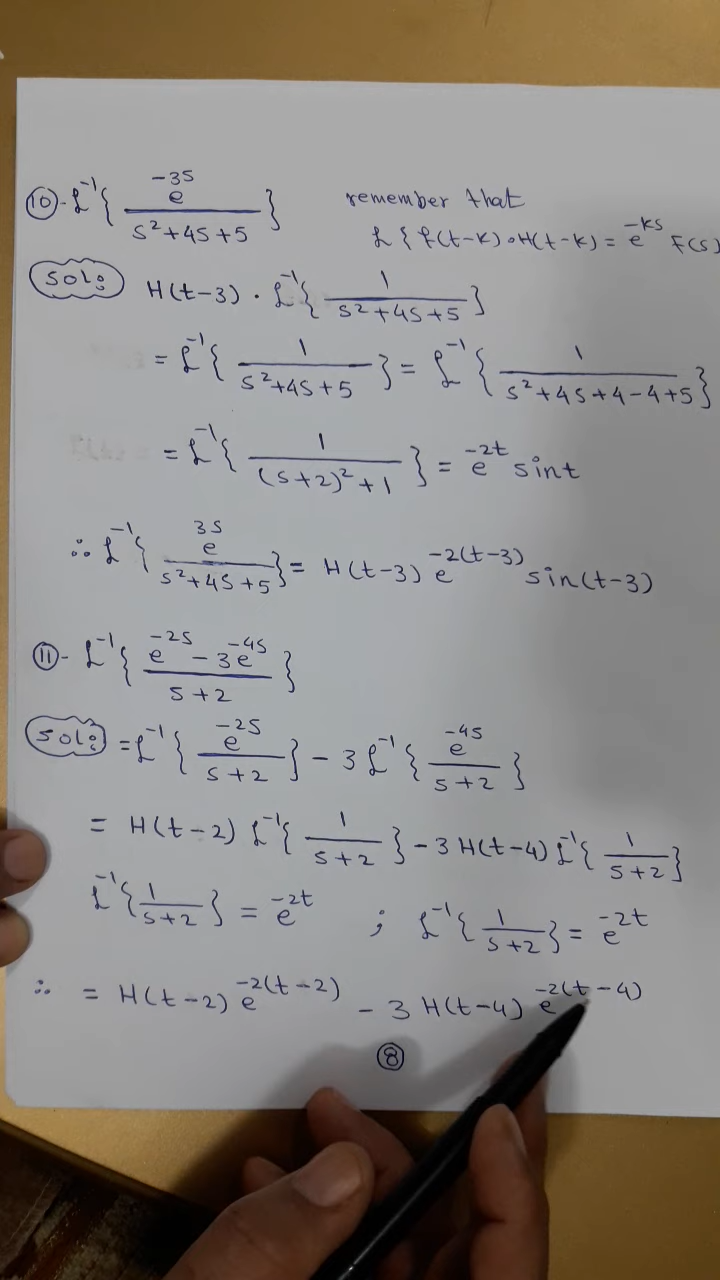 ⑩- ℒ⁻¹{ e^(-3s) / (s²+4s+5) } remember that
ℒ{f(t-k)∘H(t-k) = e^(-ks) F(s)
Sol: H(t-3) · ℒ⁻¹{ 1 / (s²+4s+5) }
= ℒ⁻¹{ 1 / (s²+4s+5) } = ℒ⁻¹{ 1 / (s²+4s+4-4+5) }
= ℒ⁻¹{ 1 / ((s+2)²+1) } = e^(-2t) sint
∴ ℒ⁻¹{ e^(3s) / (s²+4s+5) } = H(t-3) e^(-2(t-3)) sin(t-3)
⑪- ℒ⁻¹{ (e^(-2s) - 3e^(-4s)) / (s+2) }
Sol: = ℒ⁻¹{ e^(-2s) / (s+2) } - 3ℒ⁻¹{ e^(-4s) / (s+2) }
= H(t-2) ℒ⁻¹{ 1 / (s+2) } - 3H(t-4) ℒ⁻¹{ 1 / (s+2) }
ℒ⁻¹{ 1 / (s+2) } = e^(-2t) ; ℒ⁻¹{ 1 / (s+2) } = e^(-2t)
∴ = H(t-2) e^(-2(t-2)) - 3 H(t-4) e^(-2(t-4))
⑧